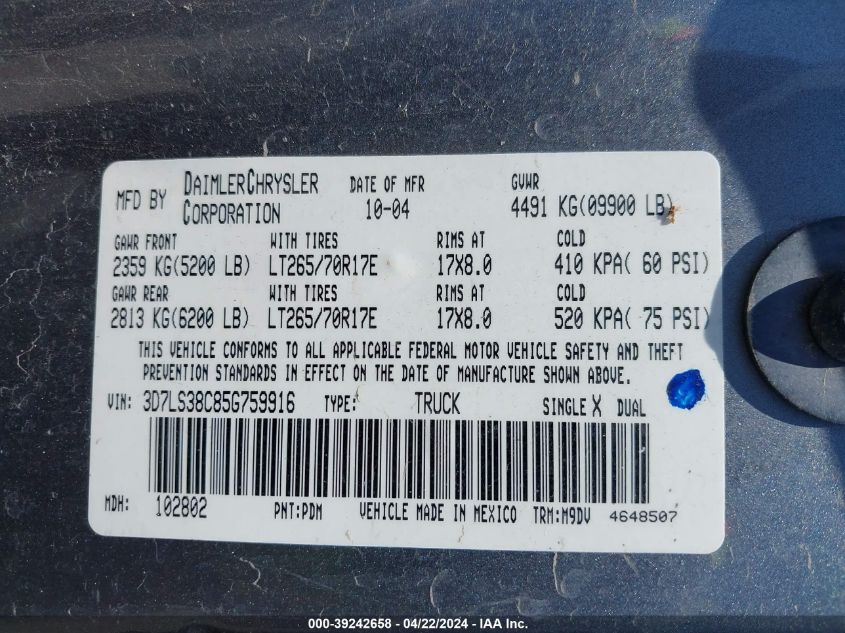 MFD BY DAIMLERCHRYSLER CORPORATION DATE OF MFR 10-04 GVWR 4491 KG(09900 LB)
GAWR FRONT WITH TIRES RIMS AT COLD
2359 KG(5200 LB) LT265/70R17E 17X8.0 410 KPA( 60 PSI)
GAWR REAR WITH TIRES RIMS AT COLD
2813 KG(6200 LB) LT265/70R17E 17X8.0 520 KPA( 75 PSI)
THIS VEHICLE CONFORMS TO ALL APPLICABLE FEDERAL MOTOR VEHICLE SAFETY AND THEFT
PREVENTION STANDARDS IN EFFECT ON THE DATE OF MANUFACTURE SHOWN ABOVE.
VIN: 3D7LS38C85G759916 TYPE: TRUCK SINGLE X DUAL
MDH: 102802 PNT:PDM VEHICLE MADE IN MEXICO TRM:M9DV 4648507
000-39242658 - 04/22/2024 - IAA Inc.